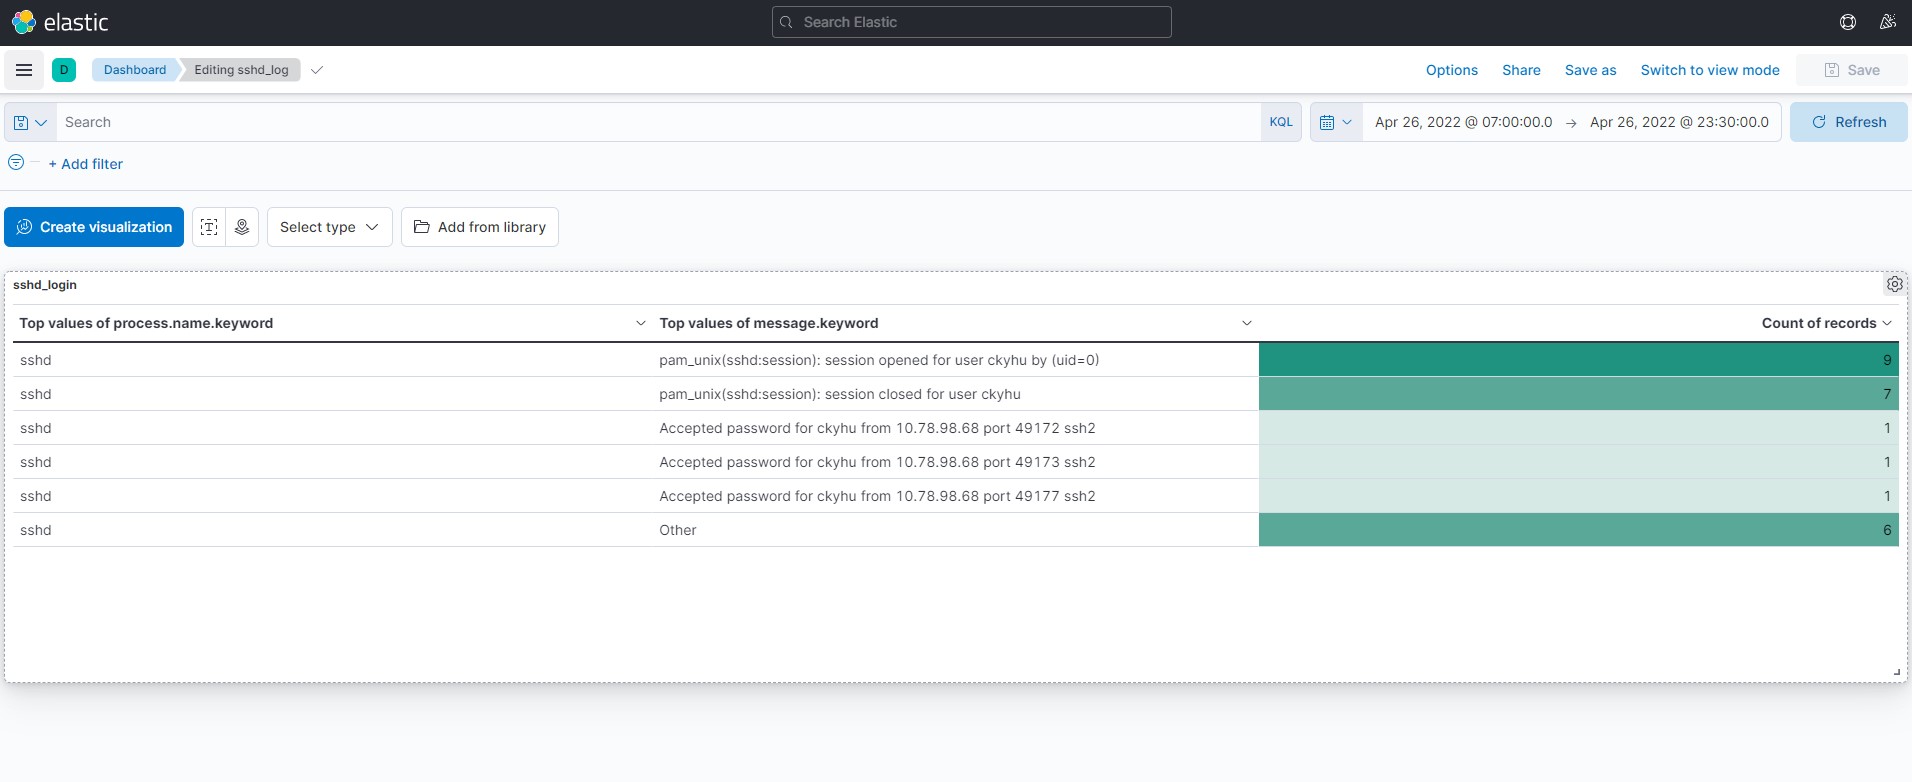 elastic
Search Elastic
D
Dashboard
Editing sshd_log
Options
Share
Save as
Switch to view mode
Save
Search
KQL
Apr 26, 2022 @ 07:00:00.0 → Apr 26, 2022 @ 23:30:00.0
Refresh
+ Add filter
Create visualization
T
Select type
Add from library
sshd_login
Top values of process.name.keyword Top values of message.keyword Count of records
sshd pam_unix(sshd:session): session opened for user ckyhu by (uid=0) 9
sshd pam_unix(sshd:session): session closed for user ckyhu 7
sshd Accepted password for ckyhu from 10.78.98.68 port 49172 ssh2 1
sshd Accepted password for ckyhu from 10.78.98.68 port 49173 ssh2 1
sshd Accepted password for ckyhu from 10.78.98.68 port 49177 ssh2 1
sshd Other 6